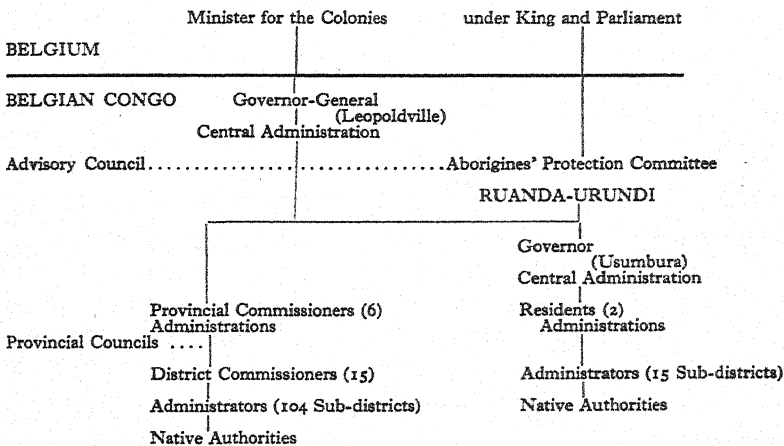 Minister for the Colonies under King and Parliament
BELGIUM
BELGIAN CONGO Governor-General
(Leopoldville)
Central Administration
Advisory Council.............................Aborigines' Protection Committee
RUANDA-URUNDI
Governor
(Usumbura)
Central Administration
Provincial Commissioners (6) Residents (2)
Administrations Administrations
Provincial Councils ....
District Commissioners (15) Administrators (15 Sub-districts)
Administrators (104 Sub-districts) Native Authorities
Native Authorities